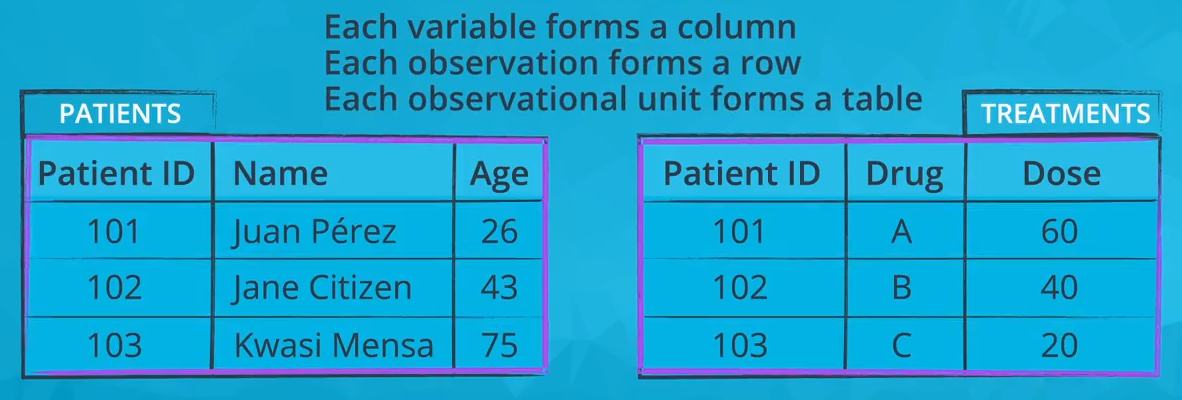 Each variable forms a column
Each observation forms a row
Each observational unit forms a table
PATIENTS
Patient ID Name Age
101 Juan Pérez 26
102 Jane Citizen 43
103 Kwasi Mensa 75
TREATMENTS
Patient ID Drug Dose
101 A 60
102 B 40
103 C 20